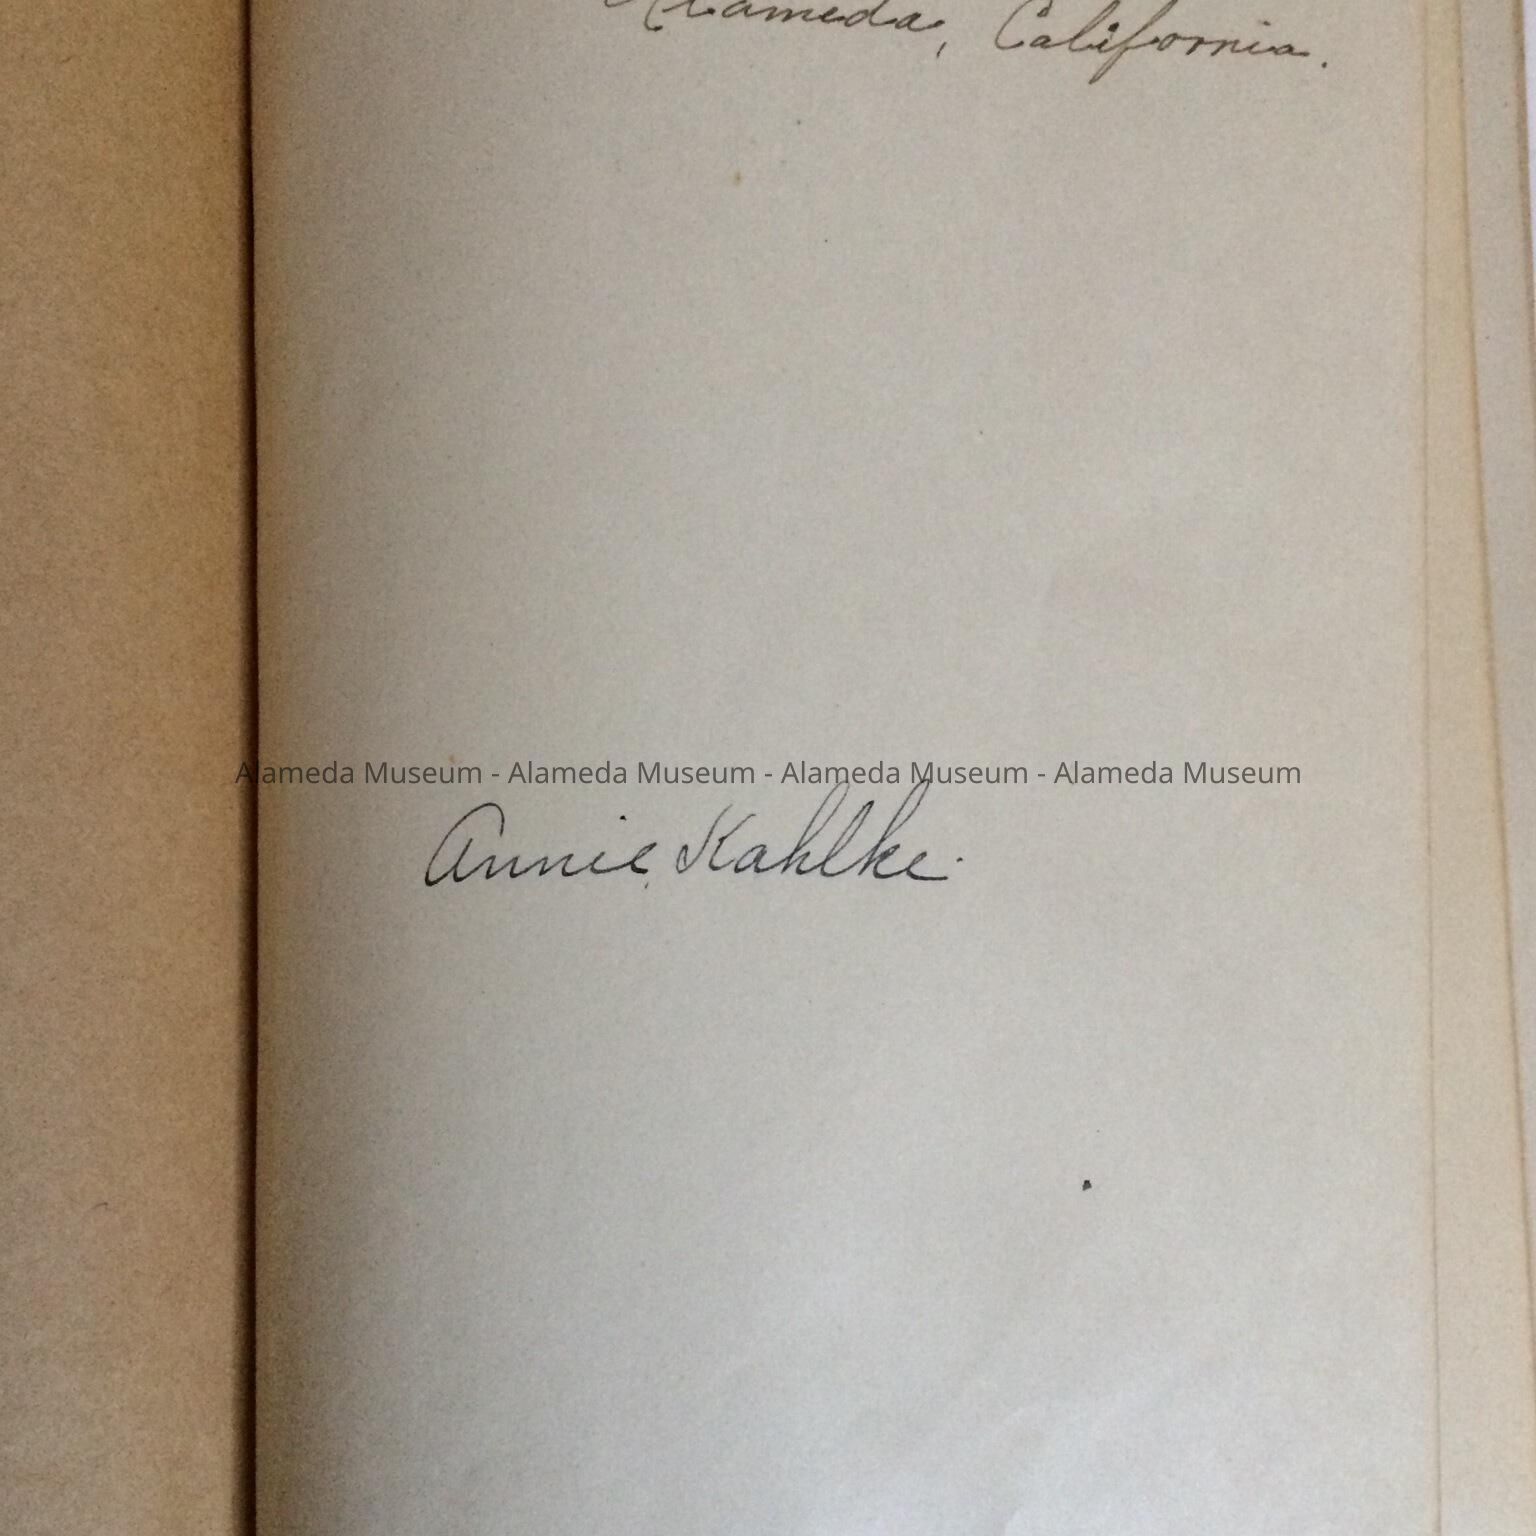 Alameda, California.
Alameda Museum - Alameda Museum - Alameda Museum - Alameda Museum
Annie Kahlke.